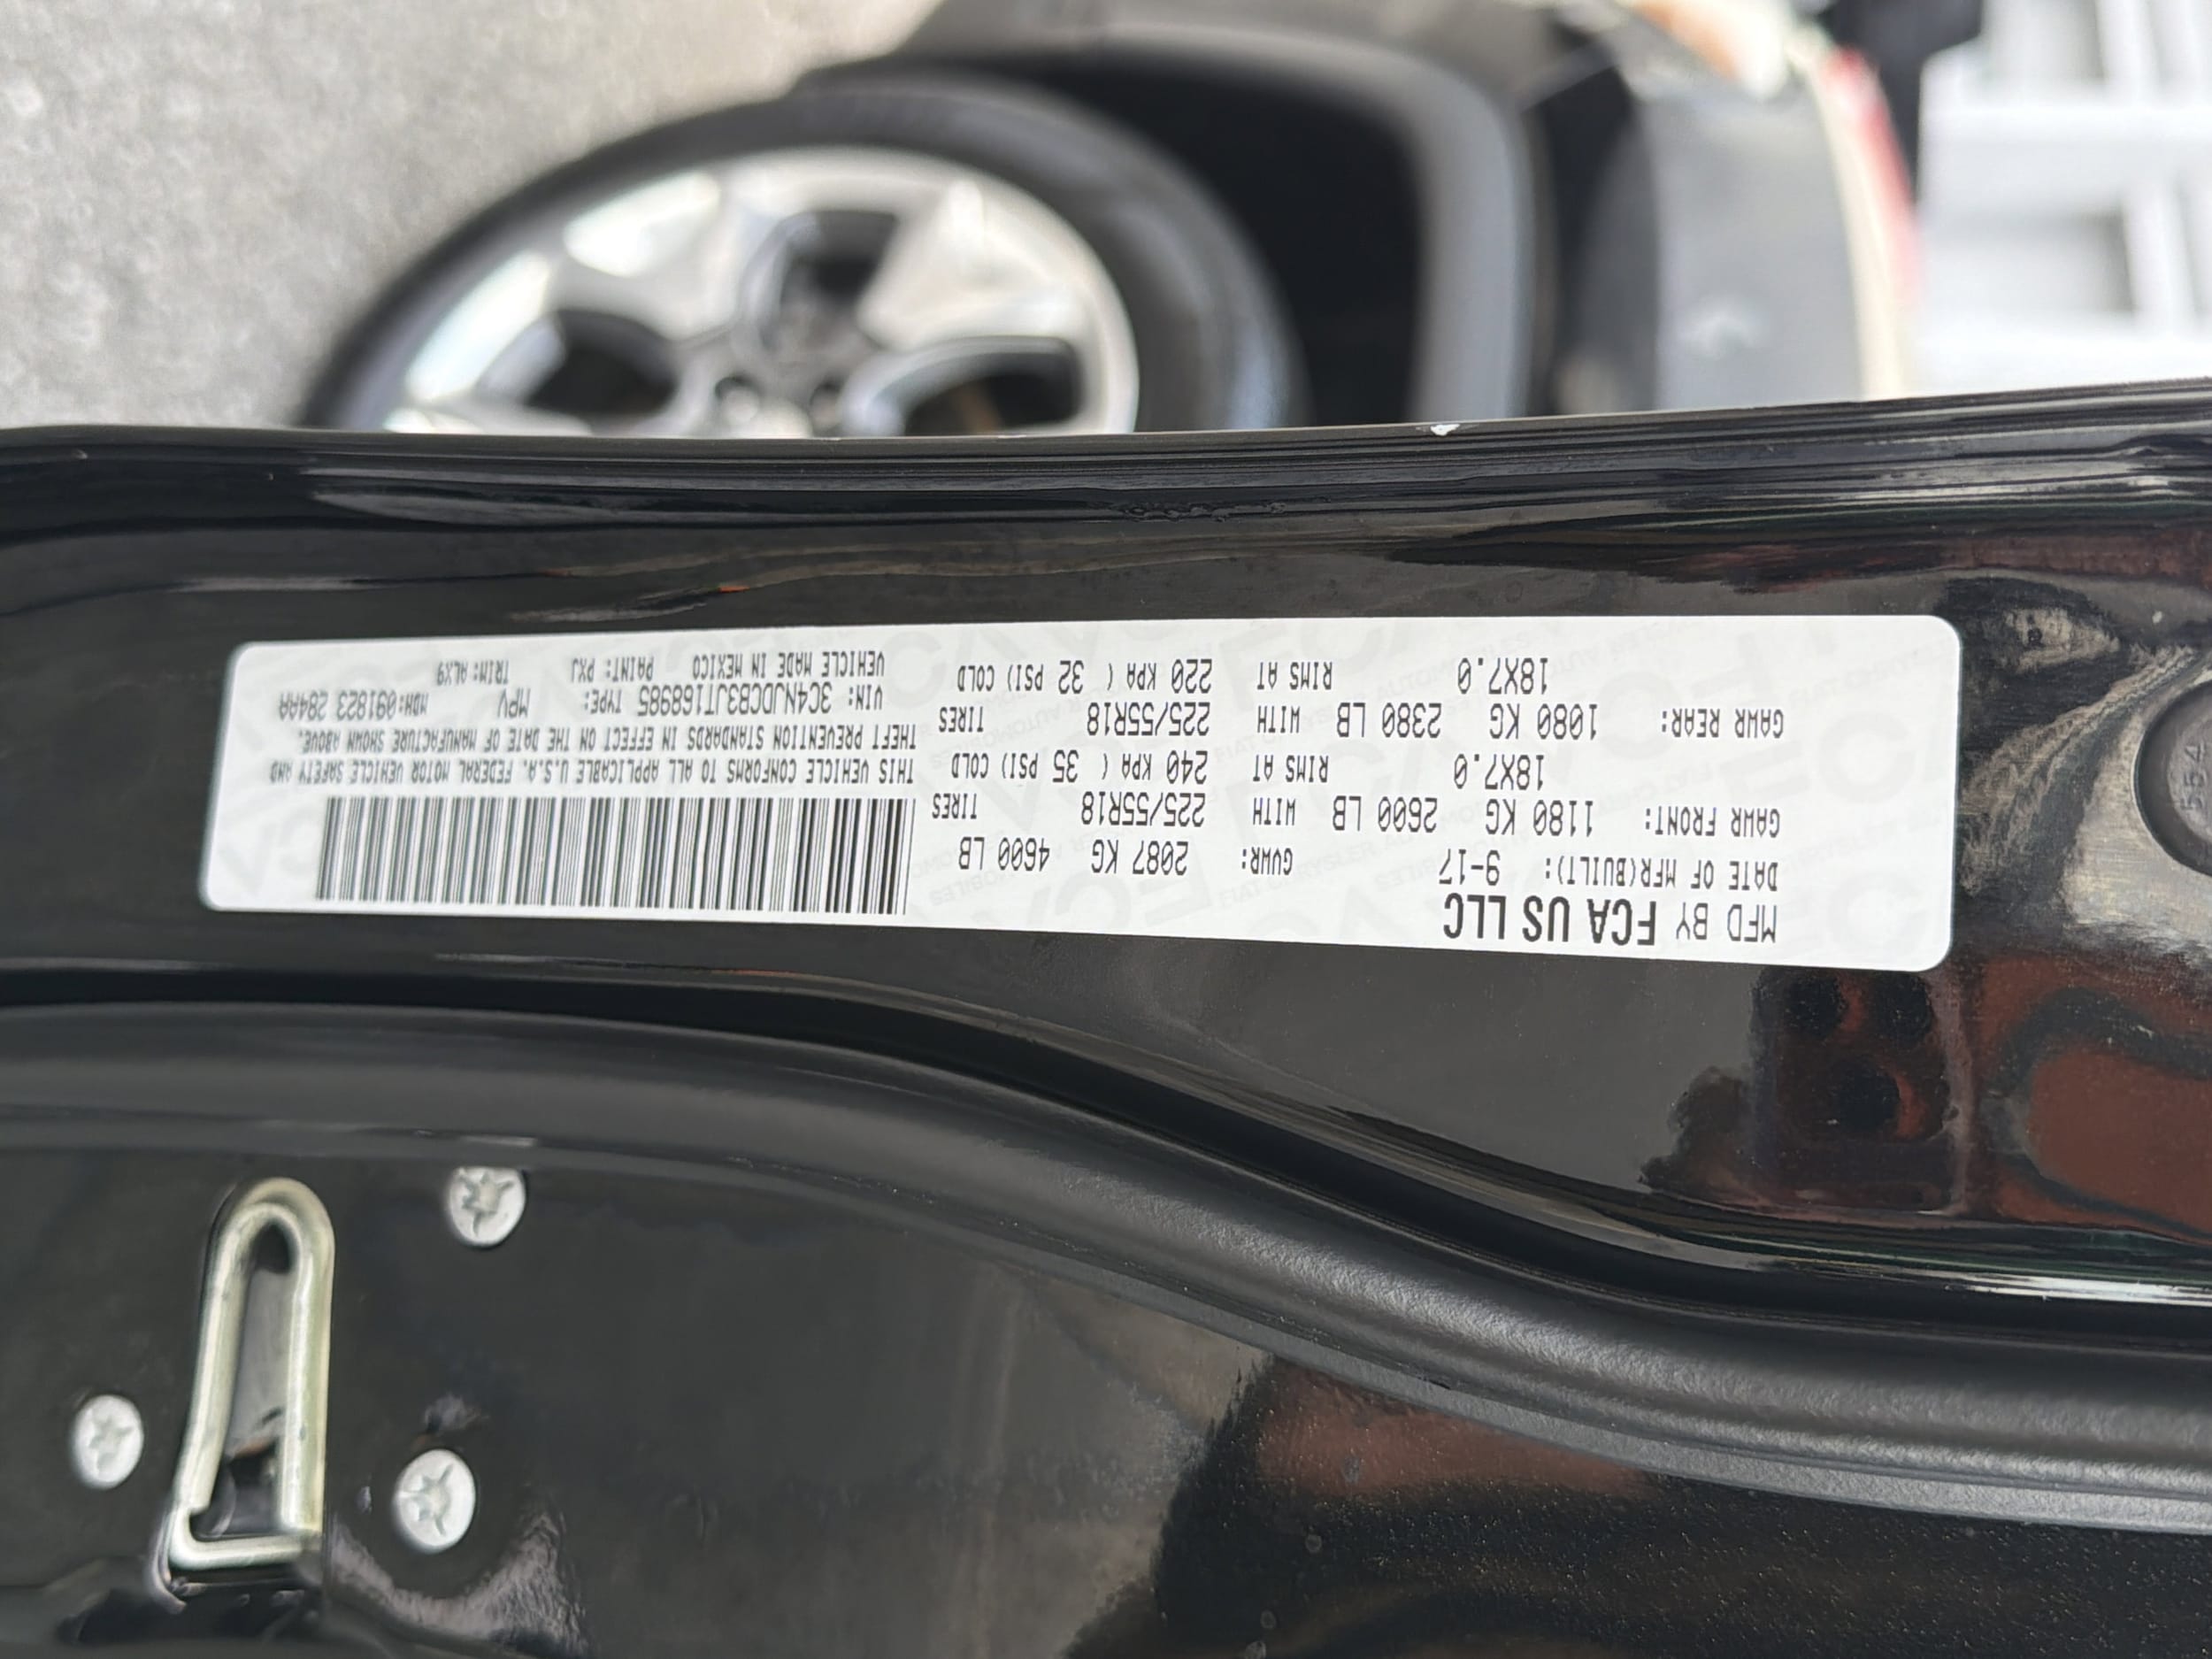 MFD BY FCA US LLC
DATE OF MFR(BUILT): 9-17 GVWR: 2087 KG 4600 LB
GAWR FRONT: 1180 KG 2600 LB WITH 225/55R18 TIRES
18X7.0 RIMS AT 240 KPA ( 35 PSI) COLD
GAWR REAR: 1080 KG 2380 LB WITH 225/55R18 TIRES
18X7.0 RIMS AT 220 KPA ( 32 PSI) COLD
THIS VEHICLE CONFORMS TO ALL APPLICABLE U.S.A. FEDERAL MOTOR VEHICLE SAFETY AND
THEFT PREVENTION STANDARDS IN EFFECT ON THE DATE OF MANUFACTURE SHOWN ABOVE.
VIN: 3C4NJDCB3JT168985 TYPE: MPV MDH:091823 284AA
VEHICLE MADE IN MEXICO PAINT: PXJ TRIM: ALX9
554